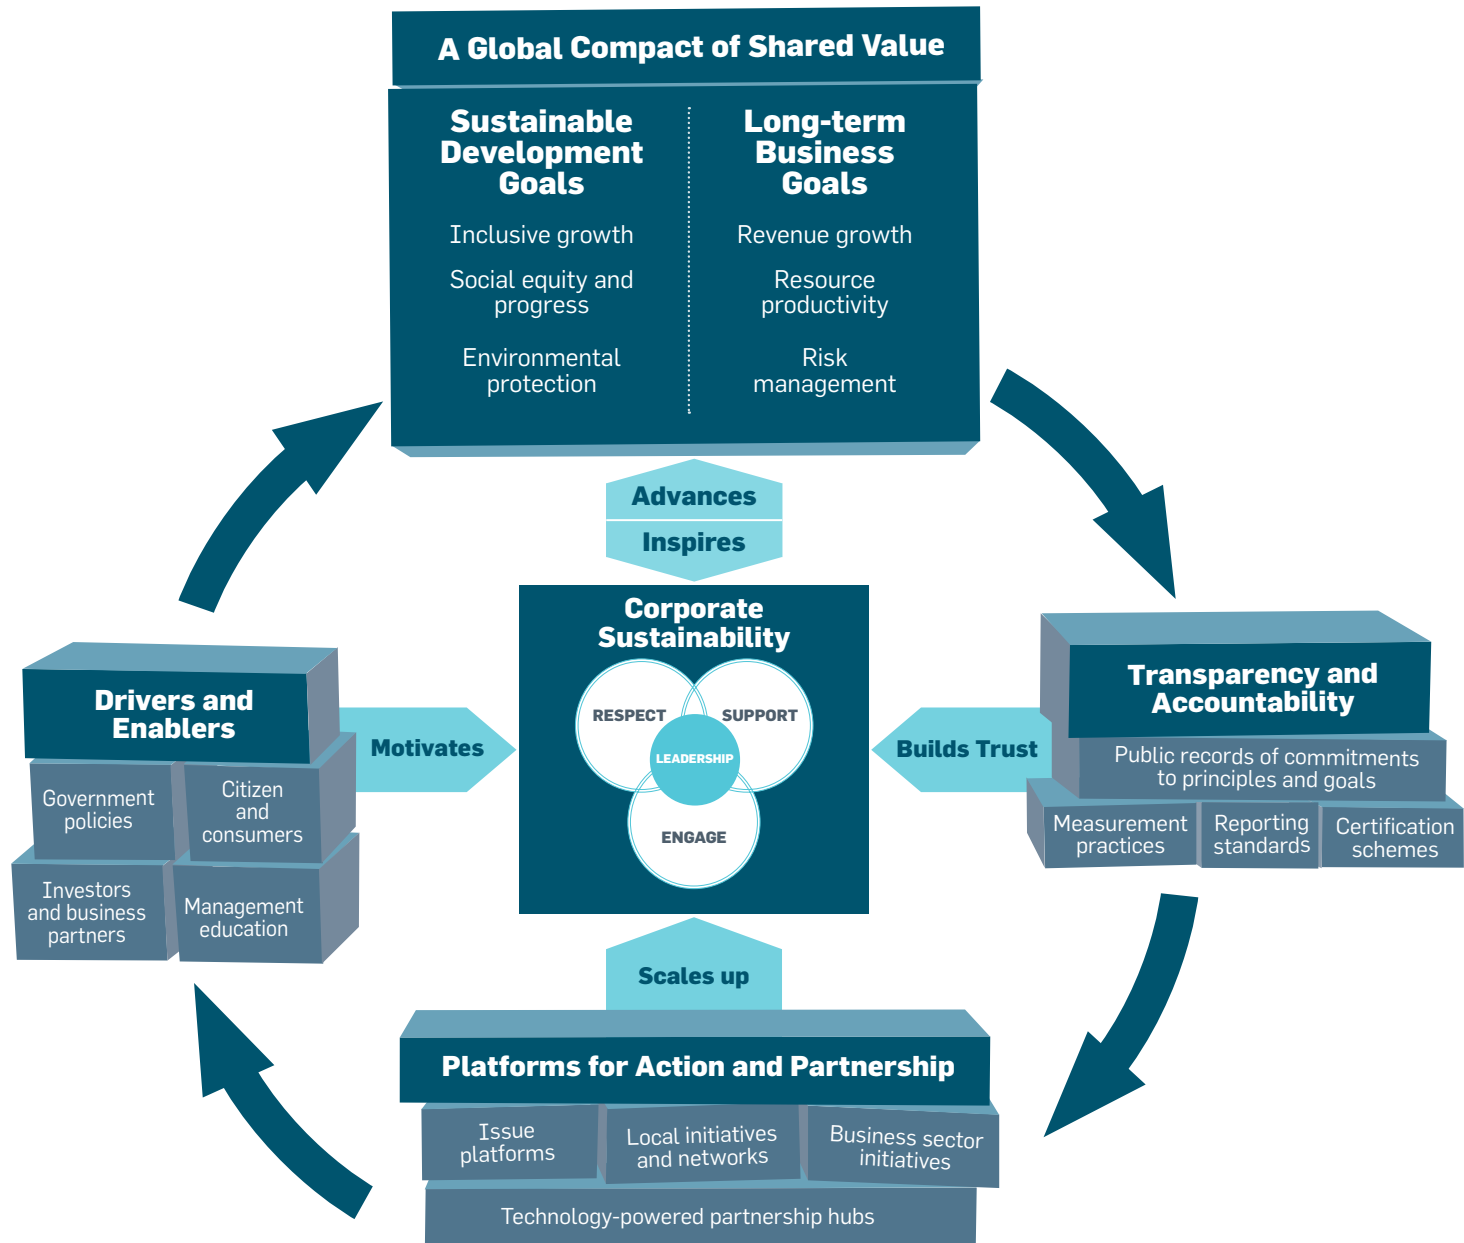 A Global Compact of Shared Value
Sustainable
Development
Goals
Inclusive growth
Social equity and
progress
Environmental
protection
Long-term
Business
Goals
Revenue growth
Resource
productivity
Risk
management
Advances
Inspires
Corporate
Sustainability
RESPECT
SUPPORT
LEADERSHIP
ENGAGE
Drivers and
Enablers
Government
policies
Citizen
and
consumers
Investors
and business
partners
Management
education
Motivates
Builds Trust
Transparency and
Accountability
Public records of commitments
to principles and goals
Measurement
practices
Reporting
standards
Certification
schemes
Scales up
Platforms for Action and Partnership
Issue
platforms
Local initiatives
and networks
Business sector
initiatives
Technology-powered partnership hubs